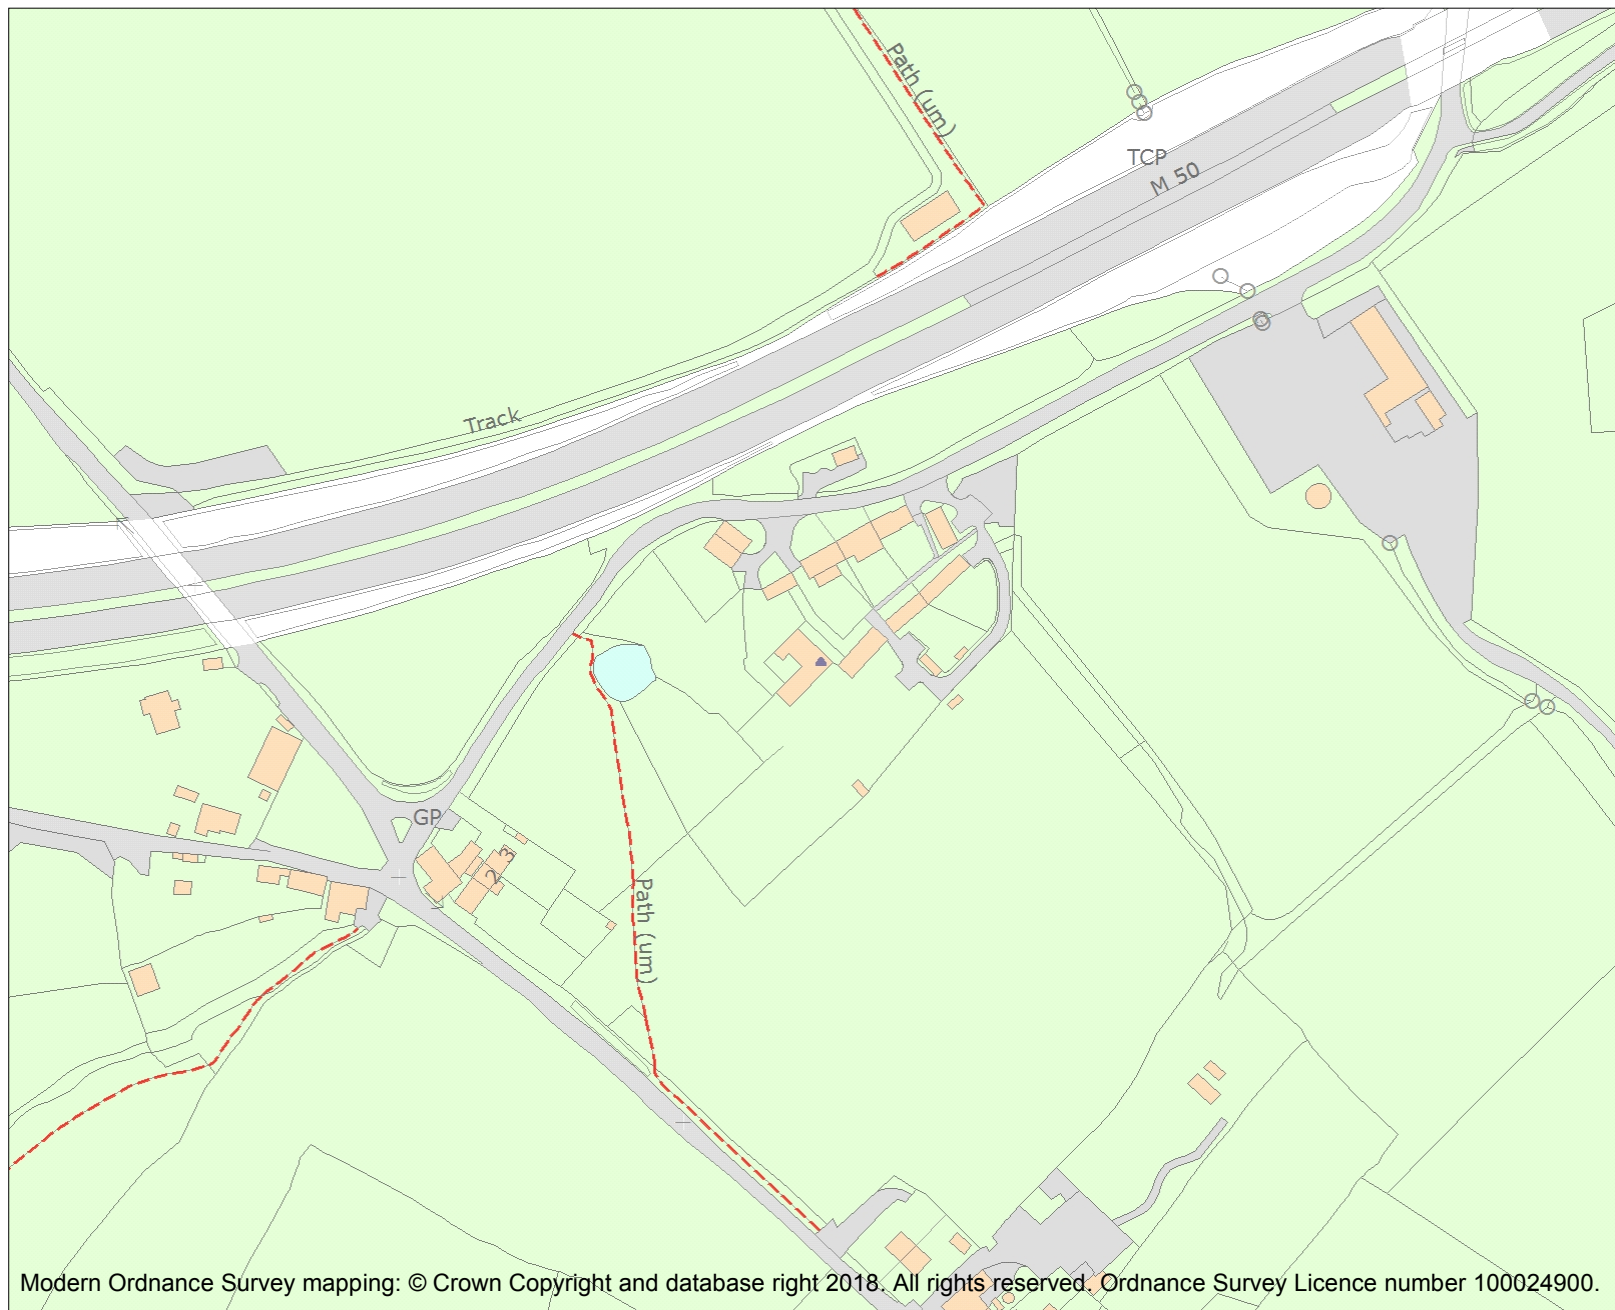 Path (um)
TCP
M 50
Track
GP
3
2
Path (um)
Modern Ordnance Survey mapping: © Crown Copyright and database right 2018. All rights reserved. Ordnance Survey Licence number 100024900.